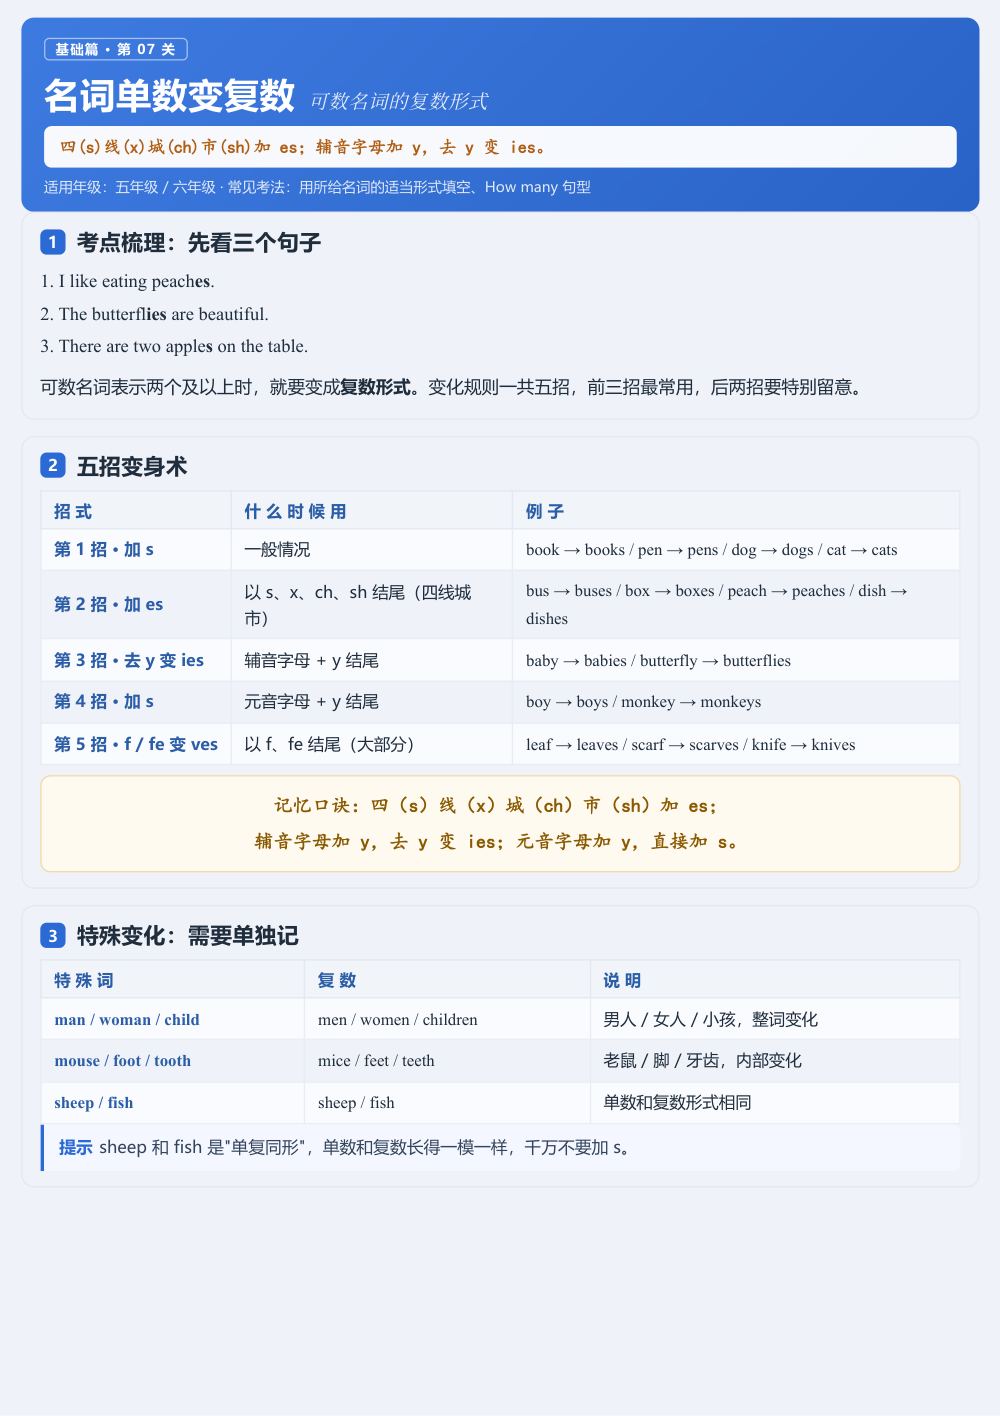 基础篇・第 07 关
名词单数变复数 可数名词的复数形式
四(s)线(x)城(ch)市(sh)加 es；辅音字母加 y，去 y 变 ies。
适用年级：五年级 / 六年级 · 常见考法：用所给名词的适当形式填空、How many 句型
1 考点梳理：先看三个句子
1. I like eating peaches.
2. The butterflies are beautiful.
3. There are two apples on the table.
可数名词表示两个及以上时，就要变成复数形式。变化规则一共五招，前三招最常用，后两招要特别留意。
2 五招变身术
招式 什么时候用 例子
第 1 招・加 s 一般情况 book → books / pen → pens / dog → dogs / cat → cats
第 2 招・加 es 以 s、x、ch、sh 结尾（四线城 bus → buses / box → boxes / peach → peaches / dish →
市） dishes
第 3 招・去 y 变 ies 辅音字母 + y 结尾 baby → babies / butterfly → butterflies
第 4 招・加 s 元音字母 + y 结尾 boy → boys / monkey → monkeys
第 5 招・f / fe 变 ves 以 f、fe 结尾（大部分） leaf → leaves / scarf → scarves / knife → knives
记忆口诀：四（s）线（x）城（ch）市（sh）加 es；
辅音字母加 y，去 y 变 ies；元音字母加 y，直接加 s。
3 特殊变化：需要单独记
特殊词 复数 说明
man / woman / child men / women / children 男人 / 女人 / 小孩，整词变化
mouse / foot / tooth mice / feet / teeth 老鼠 / 脚 / 牙齿，内部变化
sheep / fish sheep / fish 单数和复数形式相同
提示 sheep 和 fish 是"单复同形"，单数和复数长得一模一样，千万不要加 s。